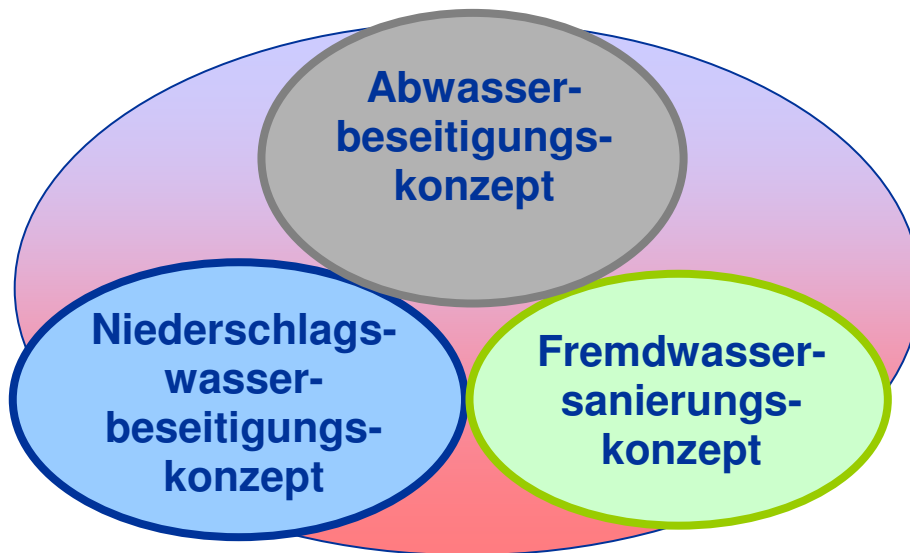 Abwasser-
beseitigungs-
konzept
Niederschlags-
wasser-
beseitigungs-
konzept
Fremdwasser-
sanierungs-
konzept